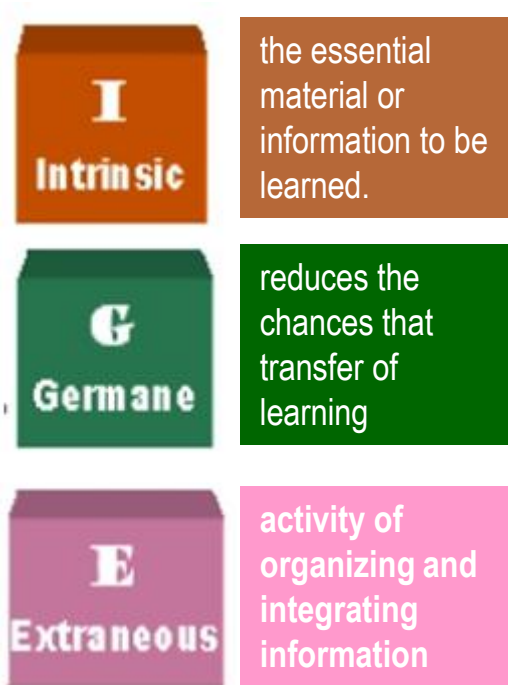 I
Intrinsic
the essential
material or
information to be
learned.
G
Germane
reduces the
chances that
transfer of
learning
E
Extraneous
activity of
organizing and
integrating
information